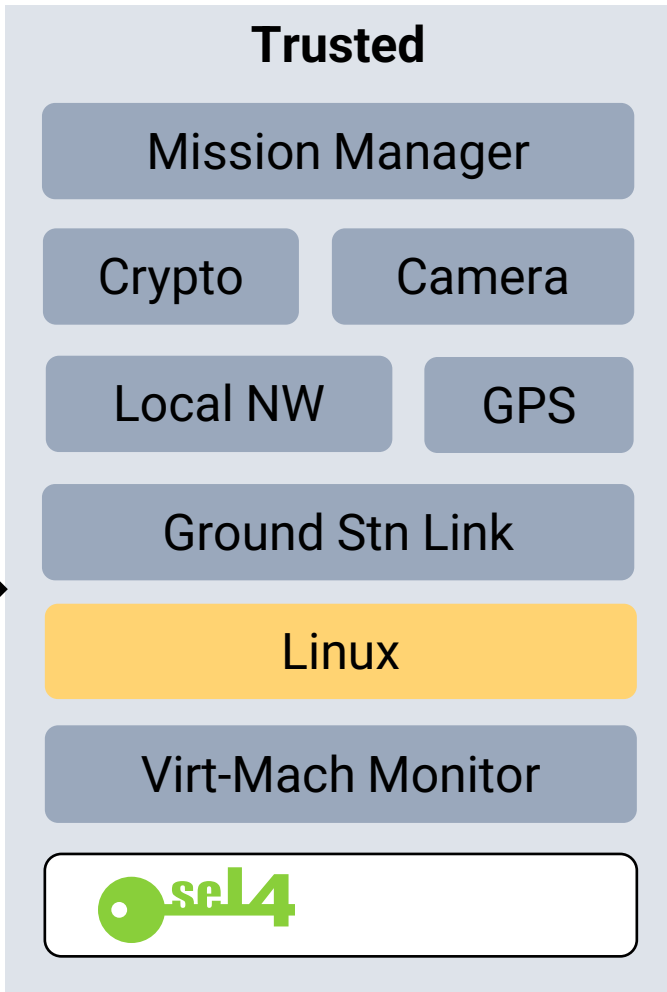 Trusted
Mission Manager
Crypto Camera
Local NW GPS
Ground Stn Link
Linux
Virt-Mach Monitor
seL4